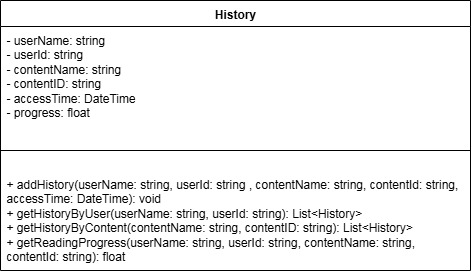 History
- userName: string
- userId: string
- contentName: string
- contentID: string
- accessTime: DateTime
- progress: float
+ addHistory(userName: string, userId: string , contentName: string, contentId: string,
accessTime: DateTime): void
+ getHistoryByUser(userName: string, userId: string): List<History>
+ getHistoryByContent(contentName: string, contentID: string): List<History>
+ getReadingProgress(userName: string, userId: string, contentName: string,
contentId: string): float